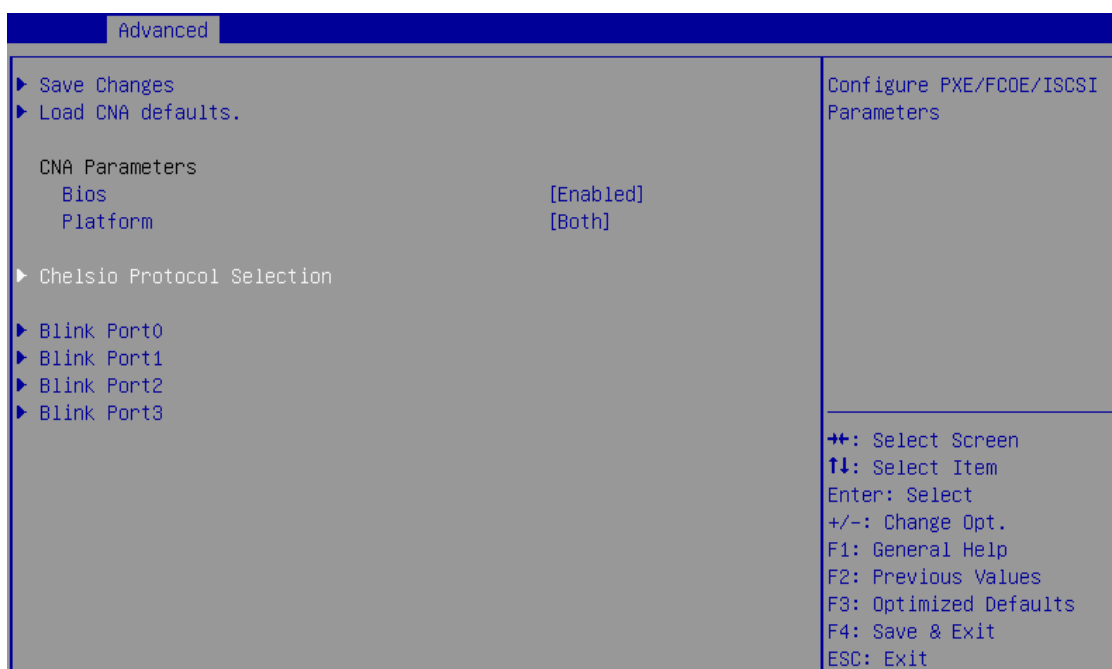 Advanced
Save Changes
Load CNA defaults.
CNA Parameters
Bios [Enabled]
Platform [Both]
Chelsio Protocol Selection
Blink Port0
Blink Port1
Blink Port2
Blink Port3
Configure PXE/FCOE/ISCSI
Parameters
→←: Select Screen
↑↓: Select Item
Enter: Select
+/-: Change Opt.
F1: General Help
F2: Previous Values
F3: Optimized Defaults
F4: Save & Exit
ESC: Exit